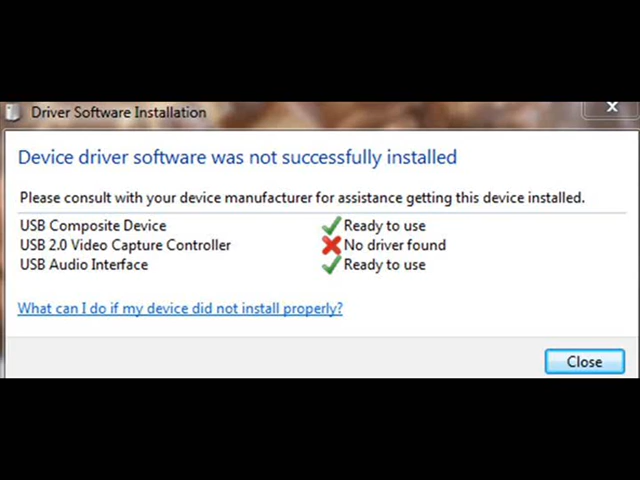 Driver Software Installation
Device driver software was not successfully installed
Please consult with your device manufacturer for assistance getting this device installed.
USB Composite Device Ready to use
USB 2.0 Video Capture Controller No driver found
USB Audio Interface Ready to use
What can I do if my device did not install properly?
Close